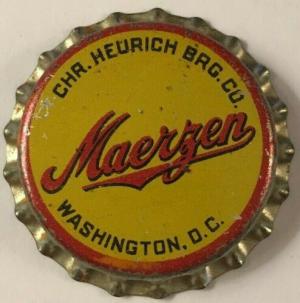 CHR. HEURICH BRG. CO.
Maerzen
WASHINGTON, D.C.